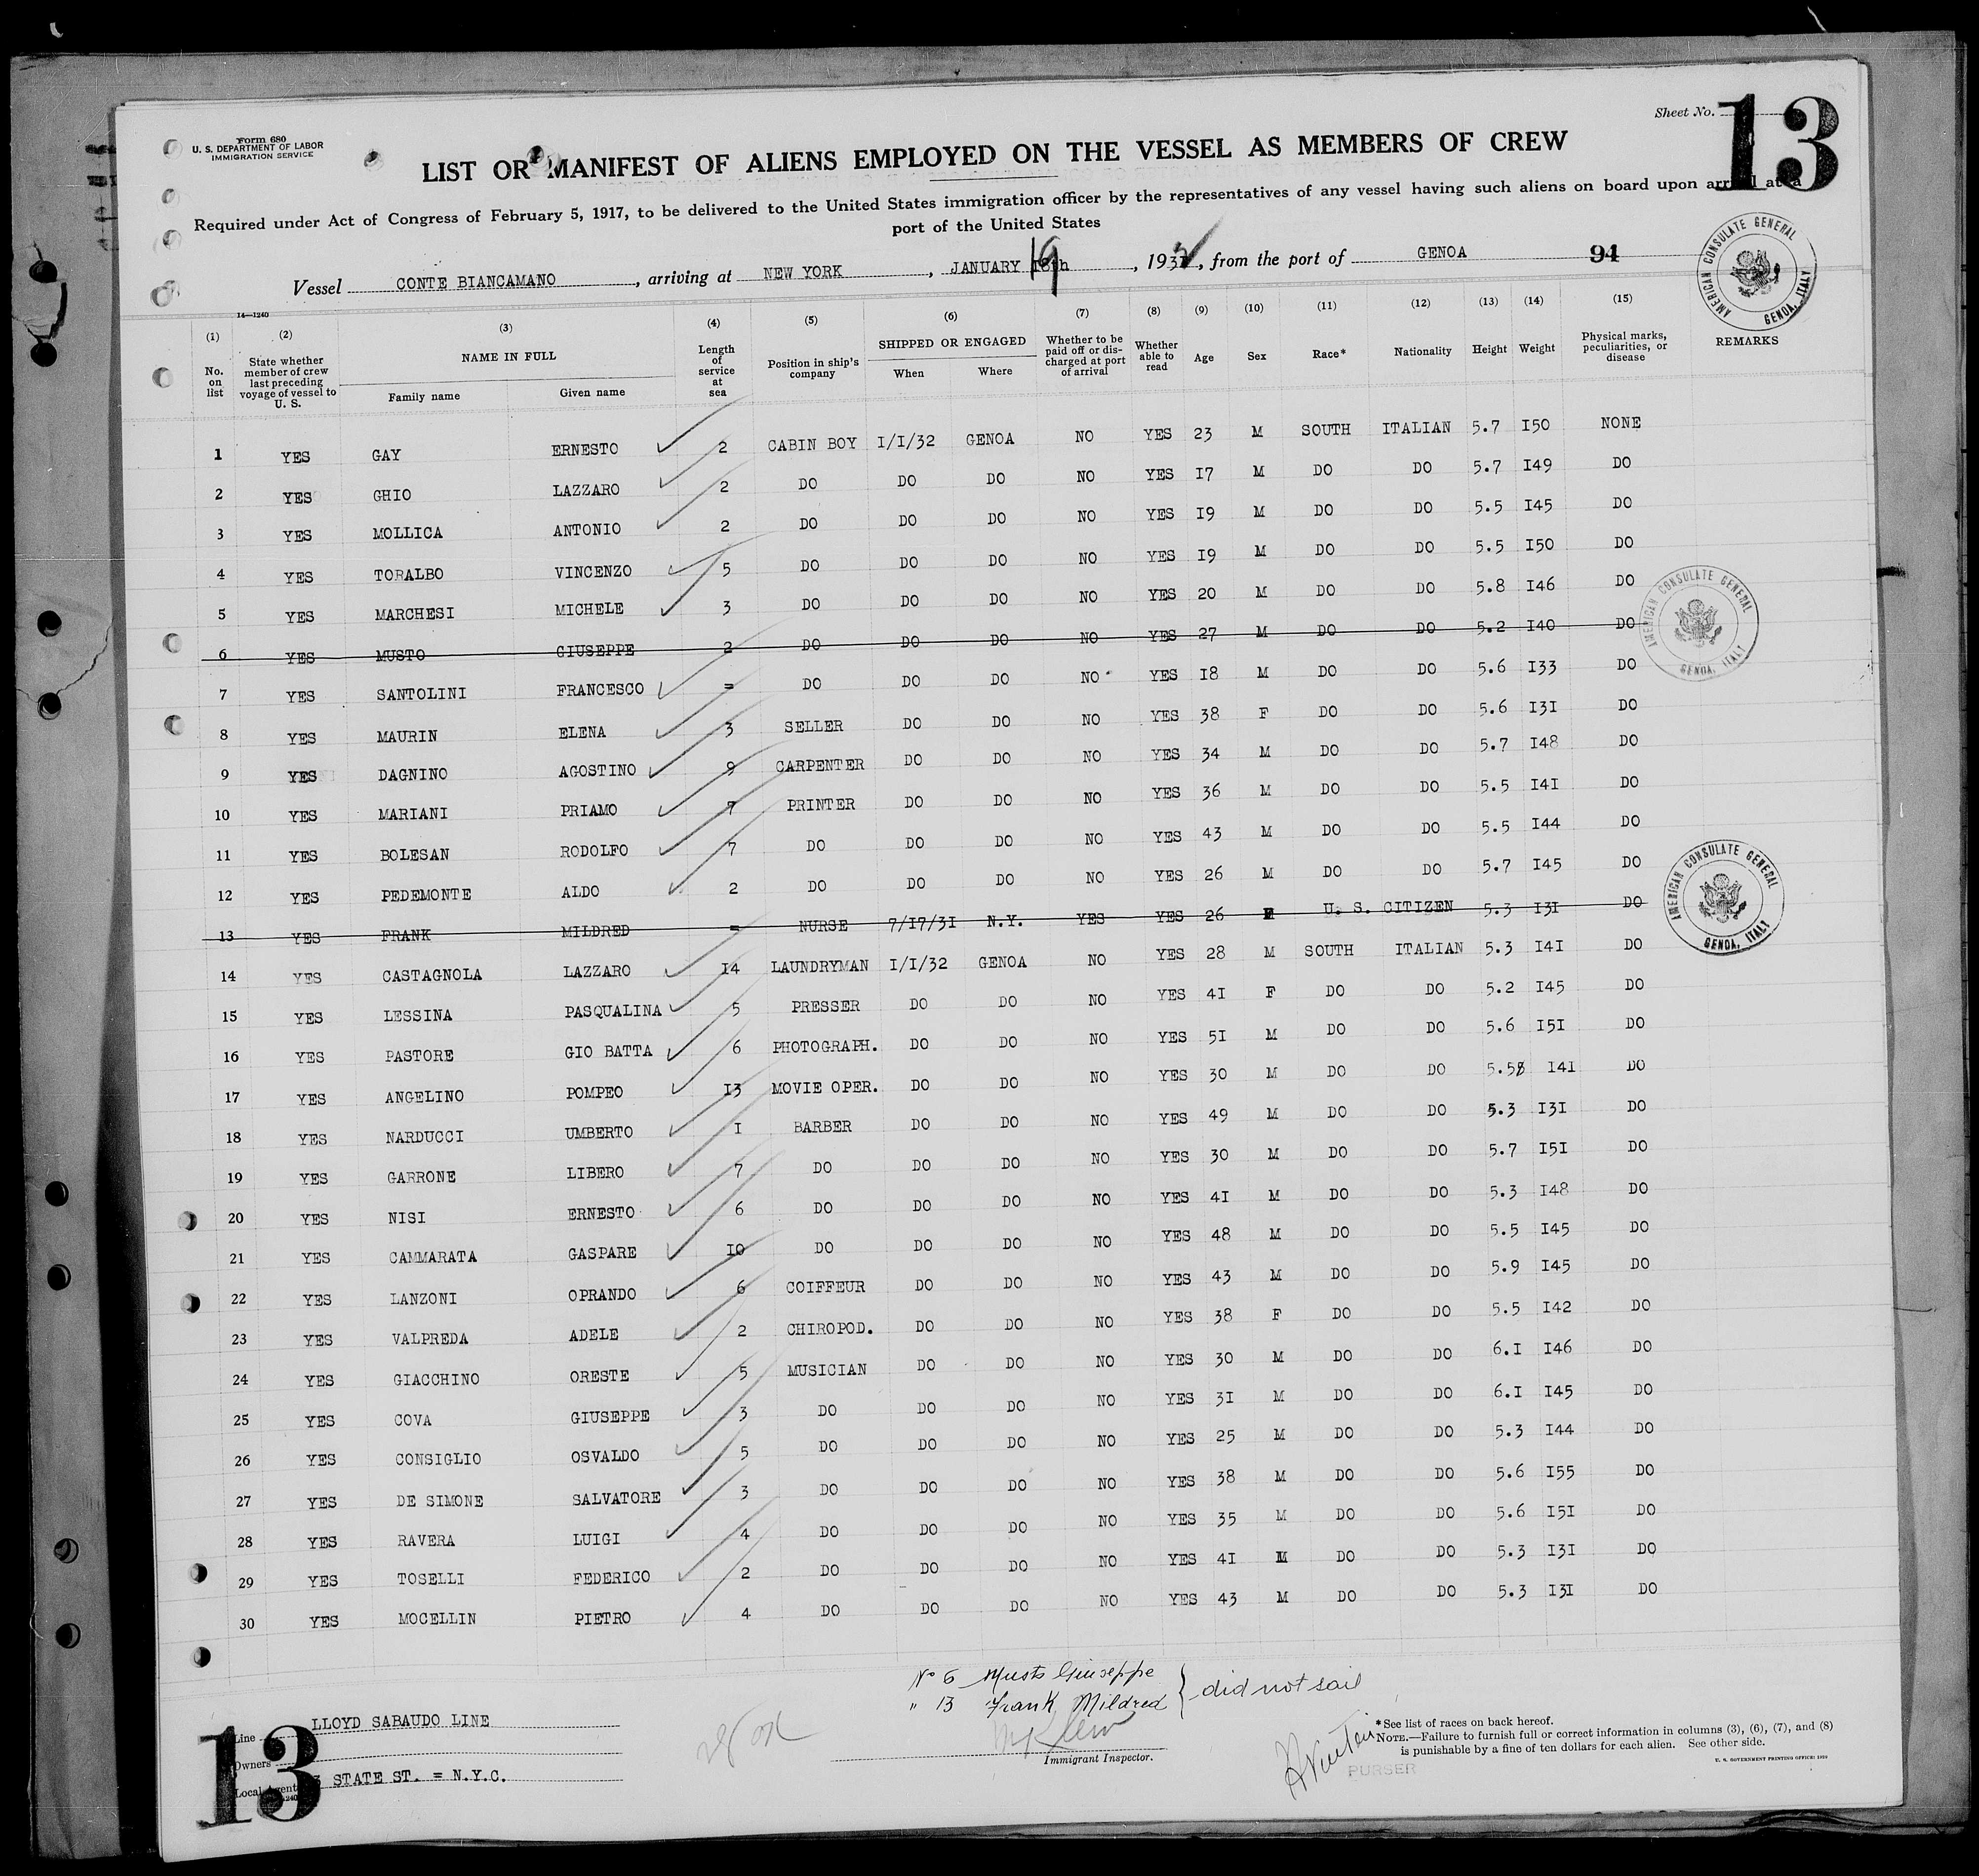 Form 680
U. S. DEPARTMENT OF LABOR
IMMIGRATION SERVICE
Sheet No. 13
LIST OR MANIFEST OF ALIENS EMPLOYED ON THE VESSEL AS MEMBERS OF CREW
Required under Act of Congress of February 5, 1917, to be delivered to the United States immigration officer by the representatives of any vessel having such aliens on board upon arrival at a
port of the United States
Vessel CONTE BIANCAMANO, arriving at NEW YORK, JANUARY 19, 1932, from the port of GENOA 94
AMERICAN CONSULATE GENERAL GENOA, ITALY
14—1240
(1) (2) (3) (4) (5) (6) (7) (8) (9) (10) (11) (12) (13) (14) (15)
No. on list State whether member of crew last preceding voyage of vessel to U. S. NAME IN FULL Family name Given name Length of service at sea Position in ship's company SHIPPED OR ENGAGED When Where Whether to be paid off or discharged at port of arrival Whether able to read Age Sex Race* Nationality Height Weight Physical marks, peculiarities, or disease REMARKS
1 YES GAY ERNESTO 2 CABIN BOY I/I/32 GENOA NO YES 23 M SOUTH ITALIAN 5.7 I50 NONE
2 YES GHIO LAZZARO 2 DO DO DO NO YES I7 M DO DO 5.7 I49 DO
3 YES MOLLICA ANTONIO 2 DO DO DO NO YES I9 M DO DO 5.5 I45 DO
4 YES TORALBO VINCENZO 5 DO DO DO NO YES I9 M DO DO 5.5 I50 DO
5 YES MARCHESI MICHELE 3 DO DO DO NO YES 20 M DO DO 5.8 I46 DO
AMERICAN CONSULATE GENERAL GENOA, ITALY
6 YES MUSTO GIUSEPPE 2 DO DO DO NO YES 27 M DO DO 5.2 I40 DO
7 YES SANTOLINI FRANCESCO = DO DO DO NO YES I8 M DO DO 5.6 I33 DO
8 YES MAURIN ELENA 3 SELLER DO DO NO YES 38 F DO DO 5.6 I3I DO
9 YES DAGNINO AGOSTINO 9 CARPENTER DO DO NO YES 34 M DO DO 5.7 I48 DO
10 YES MARIANI PRIAMO 7 PRINTER DO DO NO YES 36 M DO DO 5.5 I4I DO
11 YES BOLESAN RODOLFO 7 DO DO DO NO YES 43 M DO DO 5.5 I44 DO
12 YES PEDEMONTE ALDO 2 DO DO DO NO YES 26 M DO DO 5.7 I45 DO
AMERICAN CONSULATE GENERAL GENOA, ITALY
13 YES FRANK MILDRED = NURSE 7/I7/3I N.Y. YES YES 26 F U. S. CITIZEN 5.3 I3I DO
14 YES CASTAGNOLA LAZZARO I4 LAUNDRYMAN I/I/32 GENOA NO YES 28 M SOUTH ITALIAN 5.3 I4I DO
15 YES LESSINA PASQUALINA 5 PRESSER DO DO NO YES 4I F DO DO 5.2 I45 DO
16 YES PASTORE GIO BATTA 6 PHOTOGRAPH. DO DO NO YES 5I M DO DO 5.6 I5I DO
17 YES ANGELINO POMPEO I3 MOVIE OPER. DO DO NO YES 30 M DO DO 5.5 I4I DO
18 YES NARDUCCI UMBERTO I BARBER DO DO NO YES 49 M DO DO 5.3 I3I DO
19 YES GARRONE LIBERO 7 DO DO DO NO YES 30 M DO DO 5.7 I5I DO
20 YES NISI ERNESTO 6 DO DO DO NO YES 4I M DO DO 5.3 I48 DO
21 YES CAMMARATA GASPARE I0 DO DO DO NO YES 48 M DO DO 5.5 I45 DO
22 YES LANZONI OPRANDO 6 COIFFEUR DO DO NO YES 43 M DO DO 5.9 I45 DO
23 YES VALPREDA ADELE 2 CHIROPOD. DO DO NO YES 38 F DO DO 5.5 I42 DO
24 YES GIACCHINO ORESTE 5 MUSICIAN DO DO NO YES 30 M DO DO 6.I I46 DO
25 YES COVA GIUSEPPE 3 DO DO DO NO YES 3I M DO DO 6.I I45 DO
26 YES CONSIGLIO OSVALDO 5 DO DO DO NO YES 25 M DO DO 5.3 I44 DO
27 YES DE SIMONE SALVATORE 3 DO DO DO NO YES 38 M DO DO 5.6 I55 DO
28 YES RAVERA LUIGI 4 DO DO DO NO YES 35 M DO DO 5.6 I5I DO
29 YES TOSELLI FEDERICO 2 DO DO DO NO YES 4I M DO DO 5.3 I3I DO
30 YES MOCELLIN PIETRO 4 DO DO DO NO YES 43 M DO DO 5.3 I3I DO
No 6 Musto Giuseppe
" 13 Frank Mildred } did not sail
13
Line LLOYD SABAUDO LINE
Owners
Local Agents STATE ST. = N.Y.C.
Immigrant Inspector.
PURSER
*See list of races on back hereof.
NOTE.—Failure to furnish full or correct information in columns (3), (6), (7), and (8)
is punishable by a fine of ten dollars for each alien. See other side.
U. S. GOVERNMENT PRINTING OFFICE: